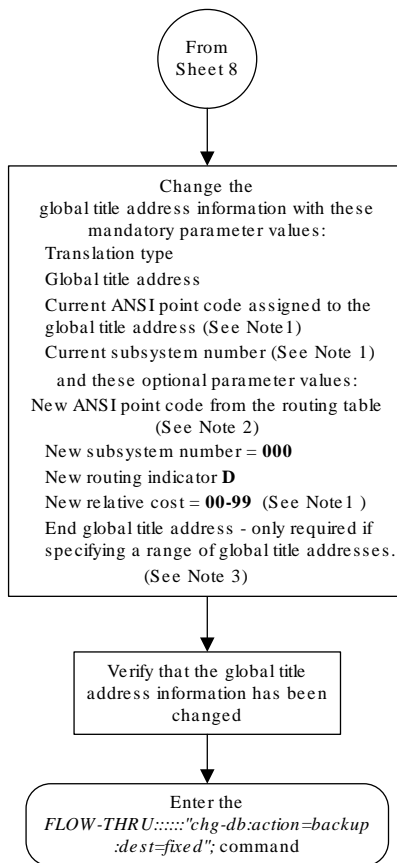 From
Sheet 8
Change the
global title address information with these
mandatory parameter values:
Translation type
Global title address
Current ANSI point code assigned to the
global title address (See Note1)
Current subsystem number (See Note 1)
and these optional parameter values:
New ANSI point code from the routing table
(See Note 2)
New subsystem number = 000
New routing indicator D
New relative cost = 00-99 (See Note1 )
End global title address - only required if
specifying a range of global title addresses.
(See Note 3)
Verify that the global title
address information has been
changed
Enter the
FLOW-THRU::::::"chg-db:action=backup
:dest=fixed"; command